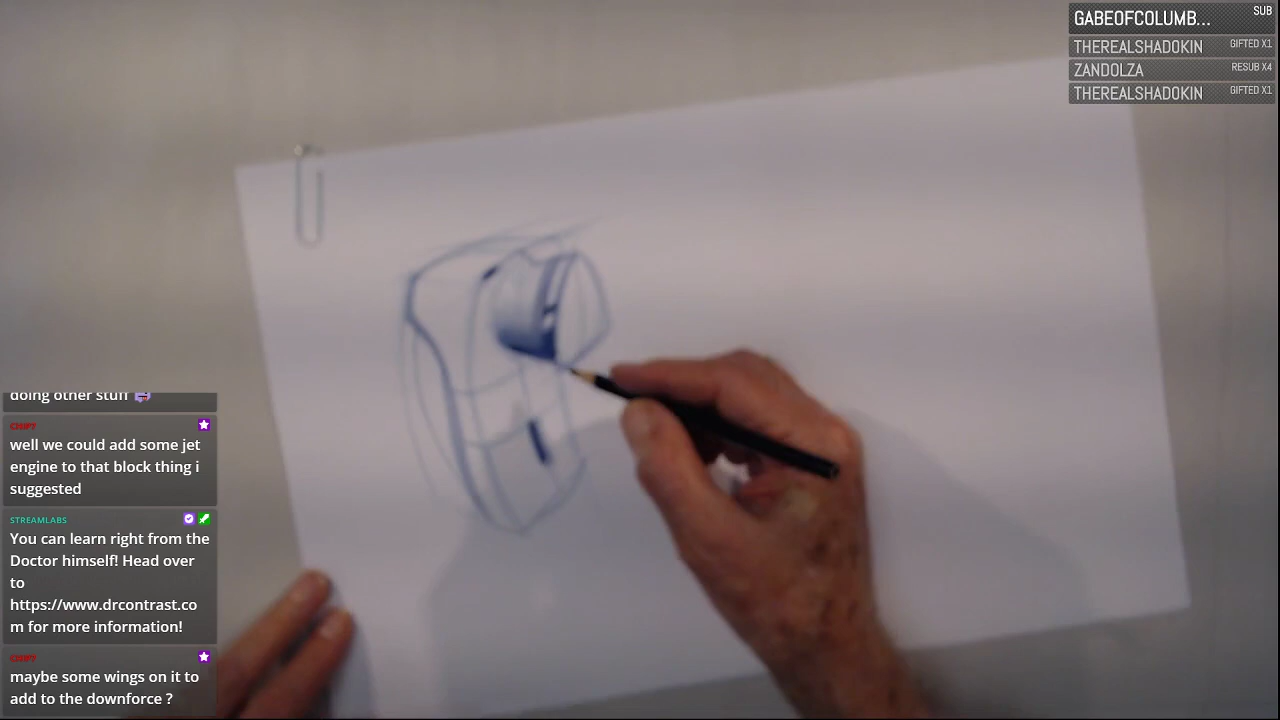 GABEOFCOLUMB... SUB
THEREALSHADOKIN GIFTED X1
ZANDOLZA RESUB X4
THEREALSHADOKIN GIFTED X1
doing other stuff
well we could add some jet
engine to that block thing i
suggested
STREAMLABS
You can learn right from the
Doctor himself! Head over
to
https://www.drcontrast.co
m for more information!
maybe some wings on it to
add to the downforce ?